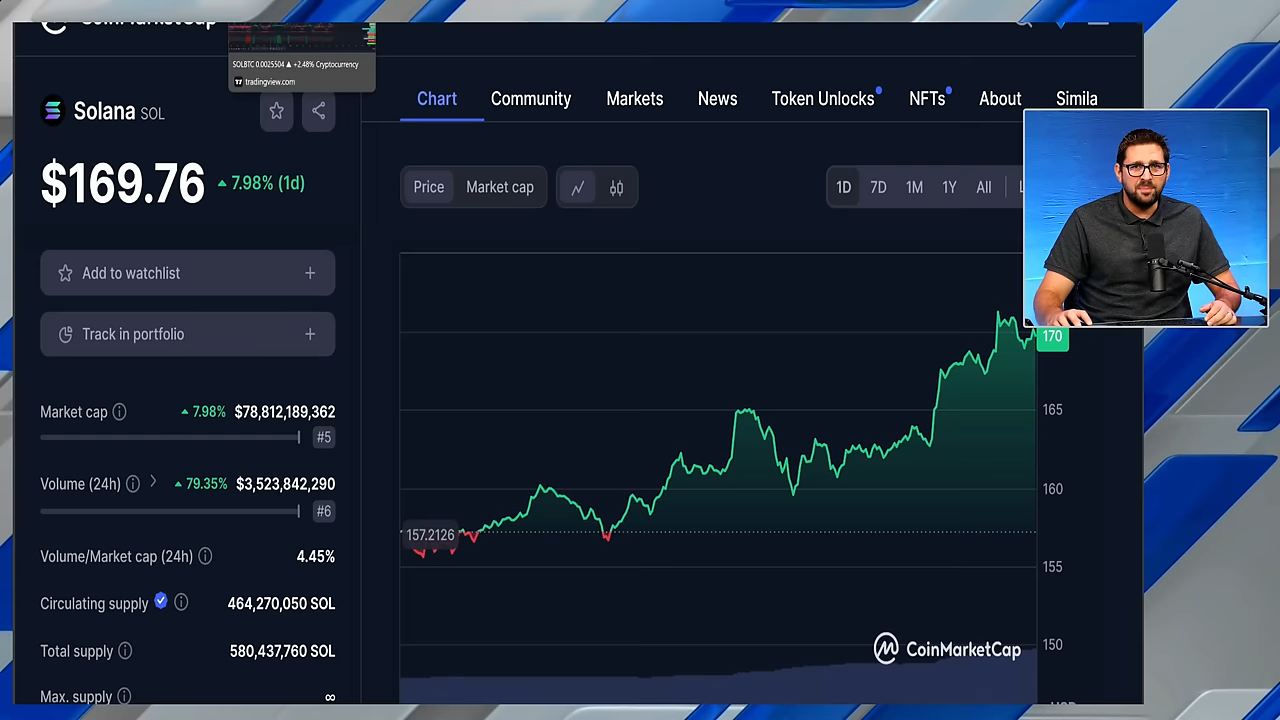 CoinMarketCap
SOLBTC 0.0025504 ▲ +2.48% Cryptocurrency
tradingview.com
Solana SOL
$169.76 7.98% (1d)
Add to watchlist +
Track in portfolio +
Market cap 7.98% $78,812,189,362
#5
Volume (24h) 79.35% $3,523,842,290
#6
Volume/Market cap (24h) 4.45%
Circulating supply 464,270,050 SOL
Total supply 580,437,760 SOL
Max. supply ∞
Chart Community Markets News Token Unlocks NFTs About Simila
Price Market cap 1D 7D 1M 1Y All L
170
165
160
157.2126
155
150
CoinMarketCap